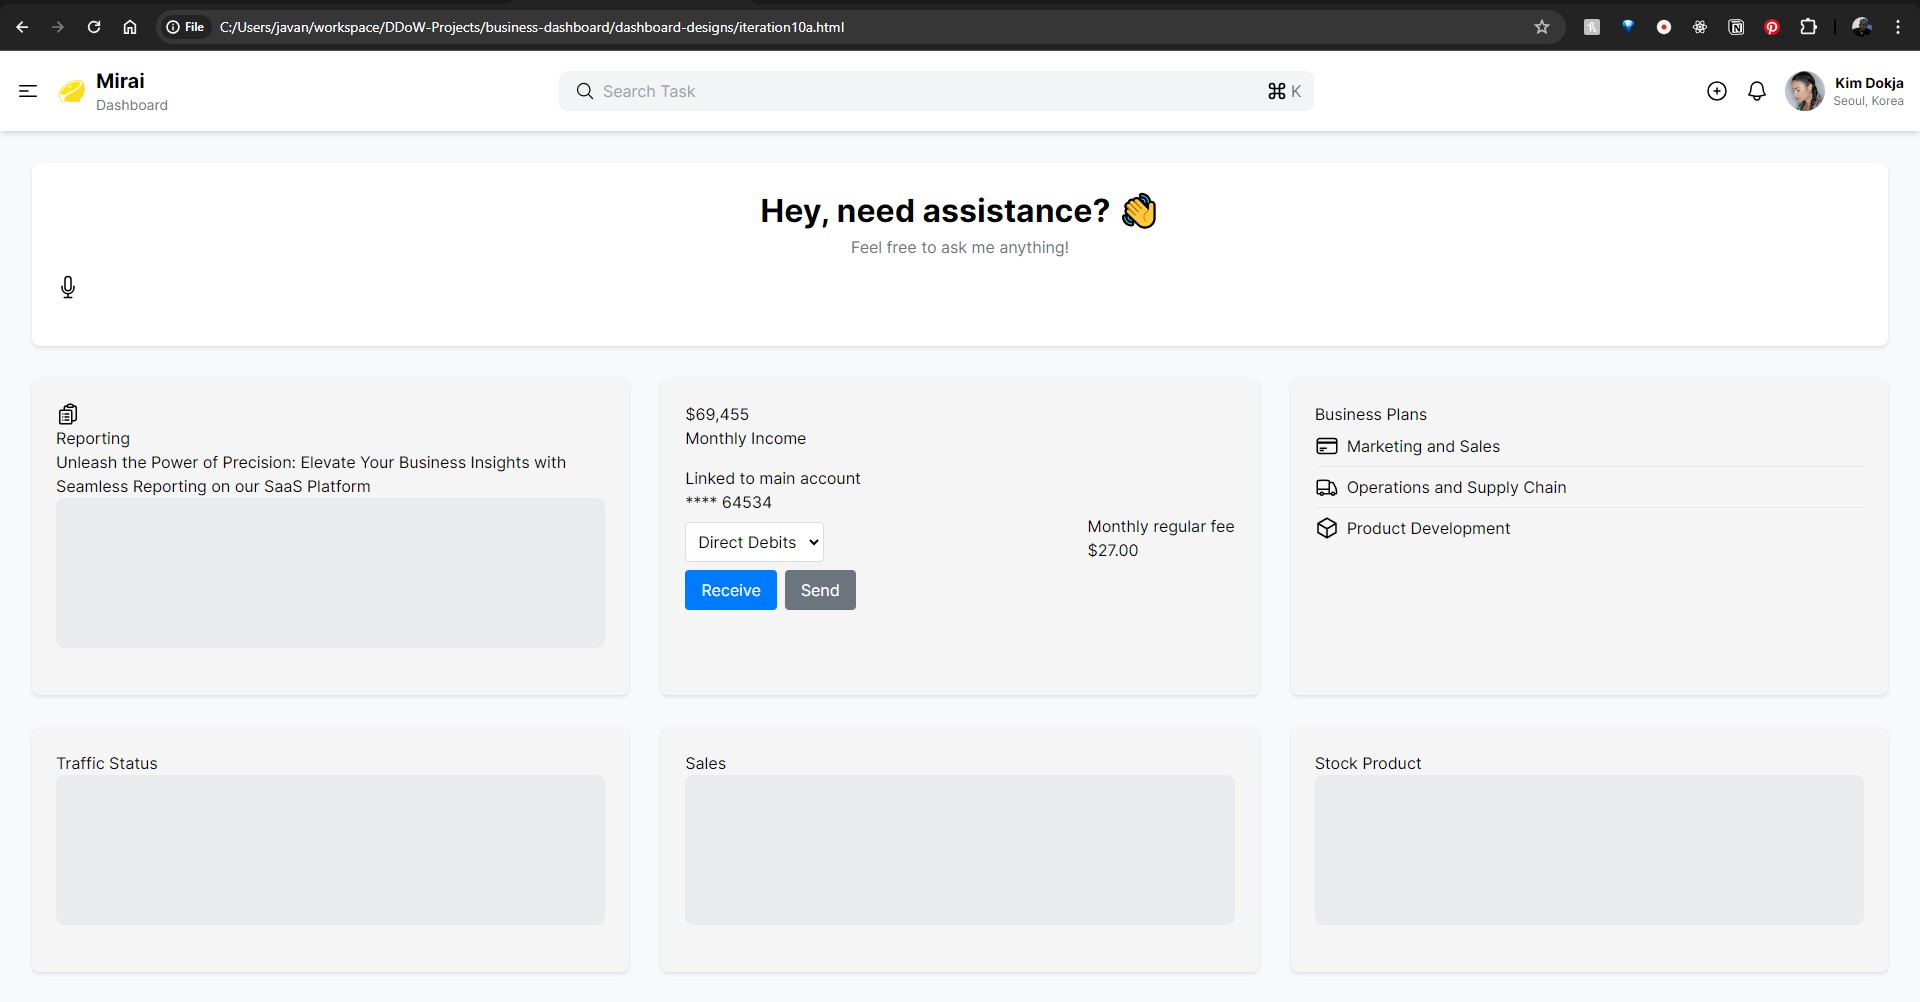 File C:/Users/javan/workspace/DDoW-Projects/business-dashboard/dashboard-designs/iteration10a.html
Mirai
Dashboard
Search Task
⌘ K
Kim Dokja
Seoul, Korea
Hey, need assistance? 👋
Feel free to ask me anything!
Reporting
Unleash the Power of Precision: Elevate Your Business Insights with
Seamless Reporting on our SaaS Platform
$69,455
Monthly Income
Linked to main account
**** 64534
Direct Debits
Monthly regular fee
$27.00
Receive
Send
Business Plans
Marketing and Sales
Operations and Supply Chain
Product Development
Traffic Status
Sales
Stock Product